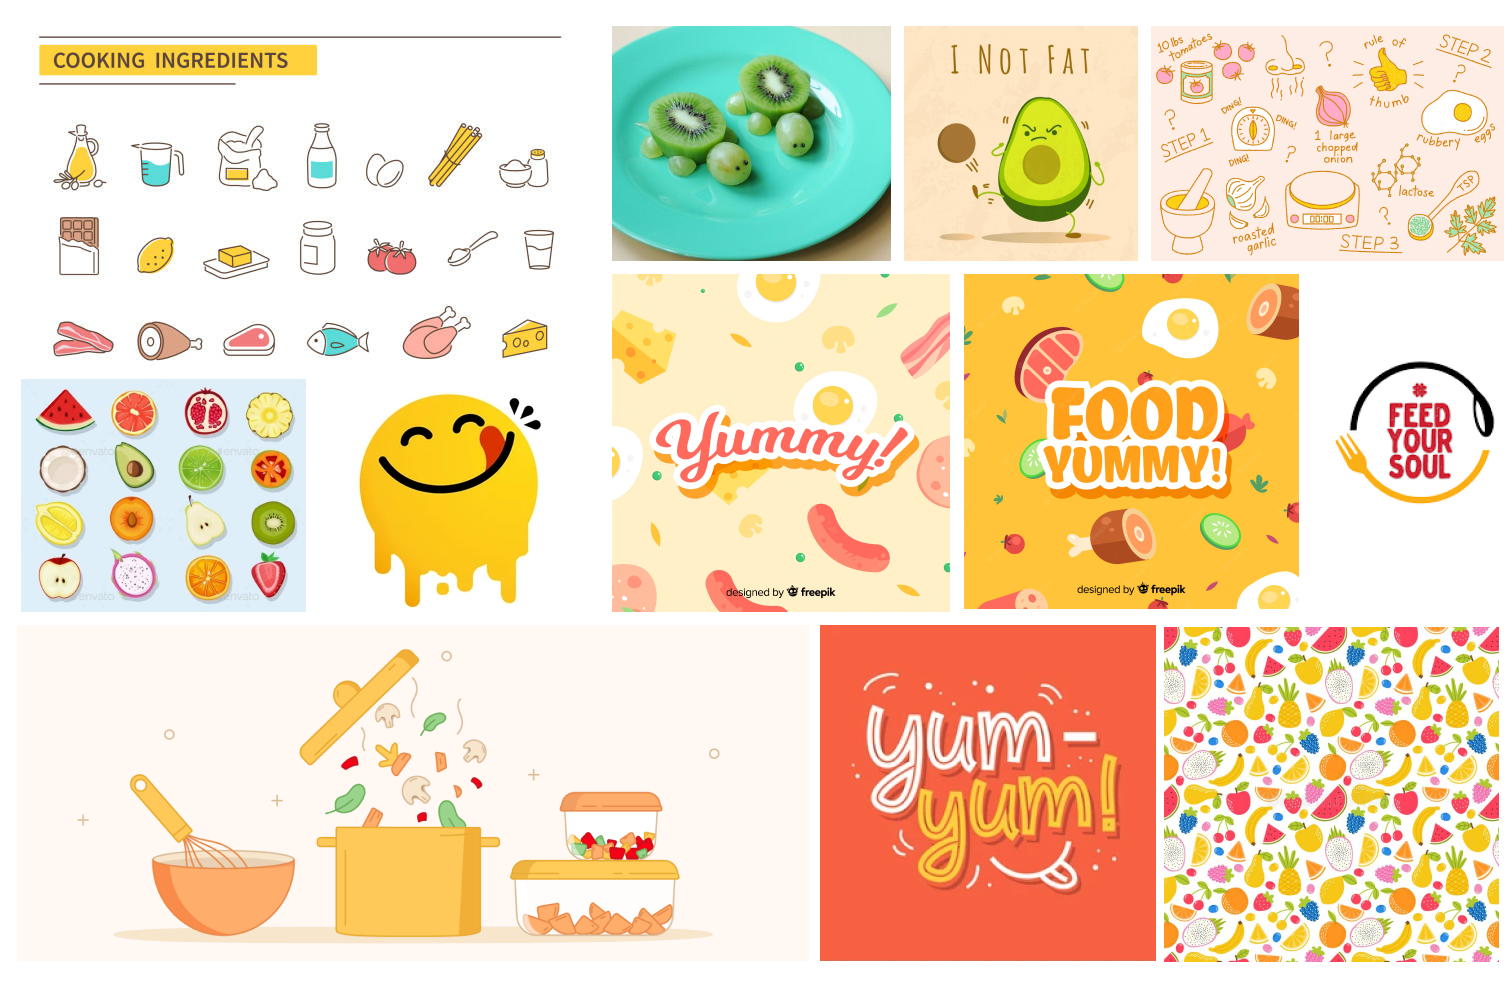 COOKING INGREDIENTS
I NOT FAT
10 lbs
tomatoes
rule of
thumb
STEP 2
?
?
?
STEP 1
DING!
DING!
DING!
?
1 large
chopped
onion
rubbery eggs
lactose
TSP
roasted
garlic
?
STEP 3
Yummy!
designed by freepik
FOOD
YUMMY!
designed by freepik
FEED
YOUR
SOUL
yum-
yum!